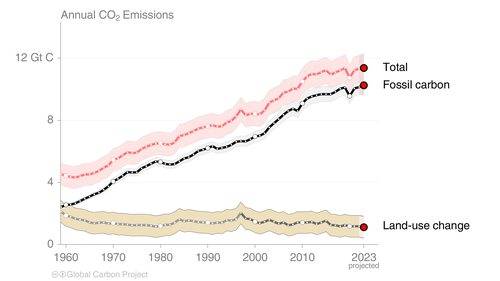 Annual CO₂ Emissions
12 Gt C
Total
Fossil carbon
8
4
Land-use change
0
1960 1970 1980 1990 2000 2010 2023
projected
Global Carbon Project